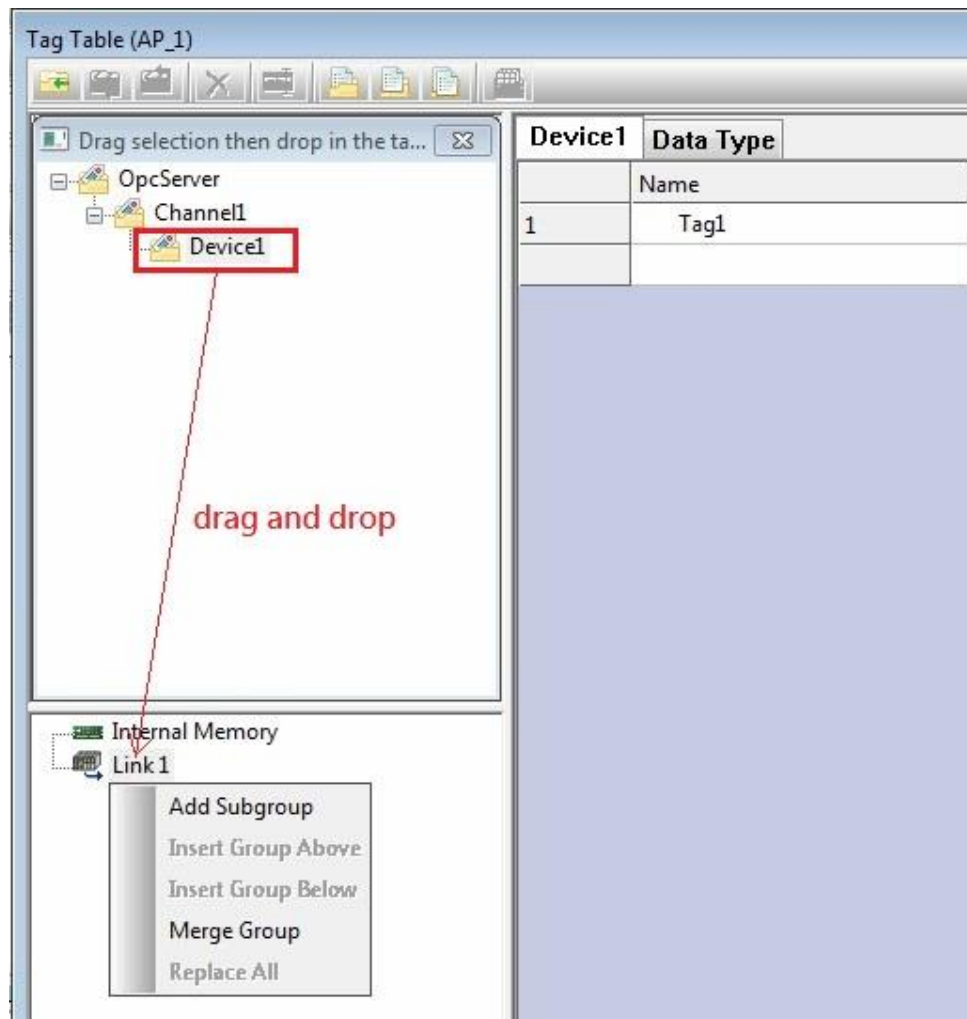 Tag Table (AP_1)
Drag selection then drop in the ta...
OpcServer
Channel1
Device1
drag and drop
Internal Memory
Link 1
Add Subgroup
Insert Group Above
Insert Group Below
Merge Group
Replace All
Device1 Data Type
Name
1 Tag1